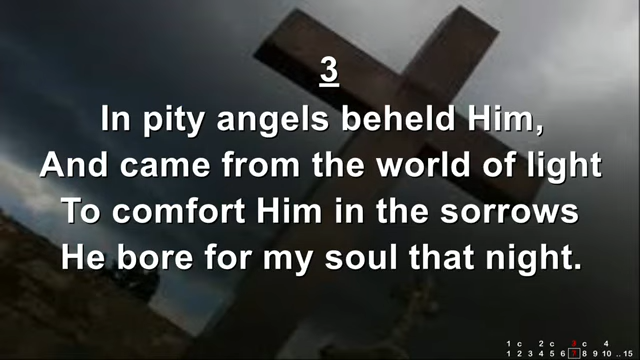 3
In pity angels beheld Him,
And came from the world of light
To comfort Him in the sorrows
He bore for my soul that night.
1 c 2 c 3 c 4
1 2 3 4 5 6 7 8 9 10 .. 15